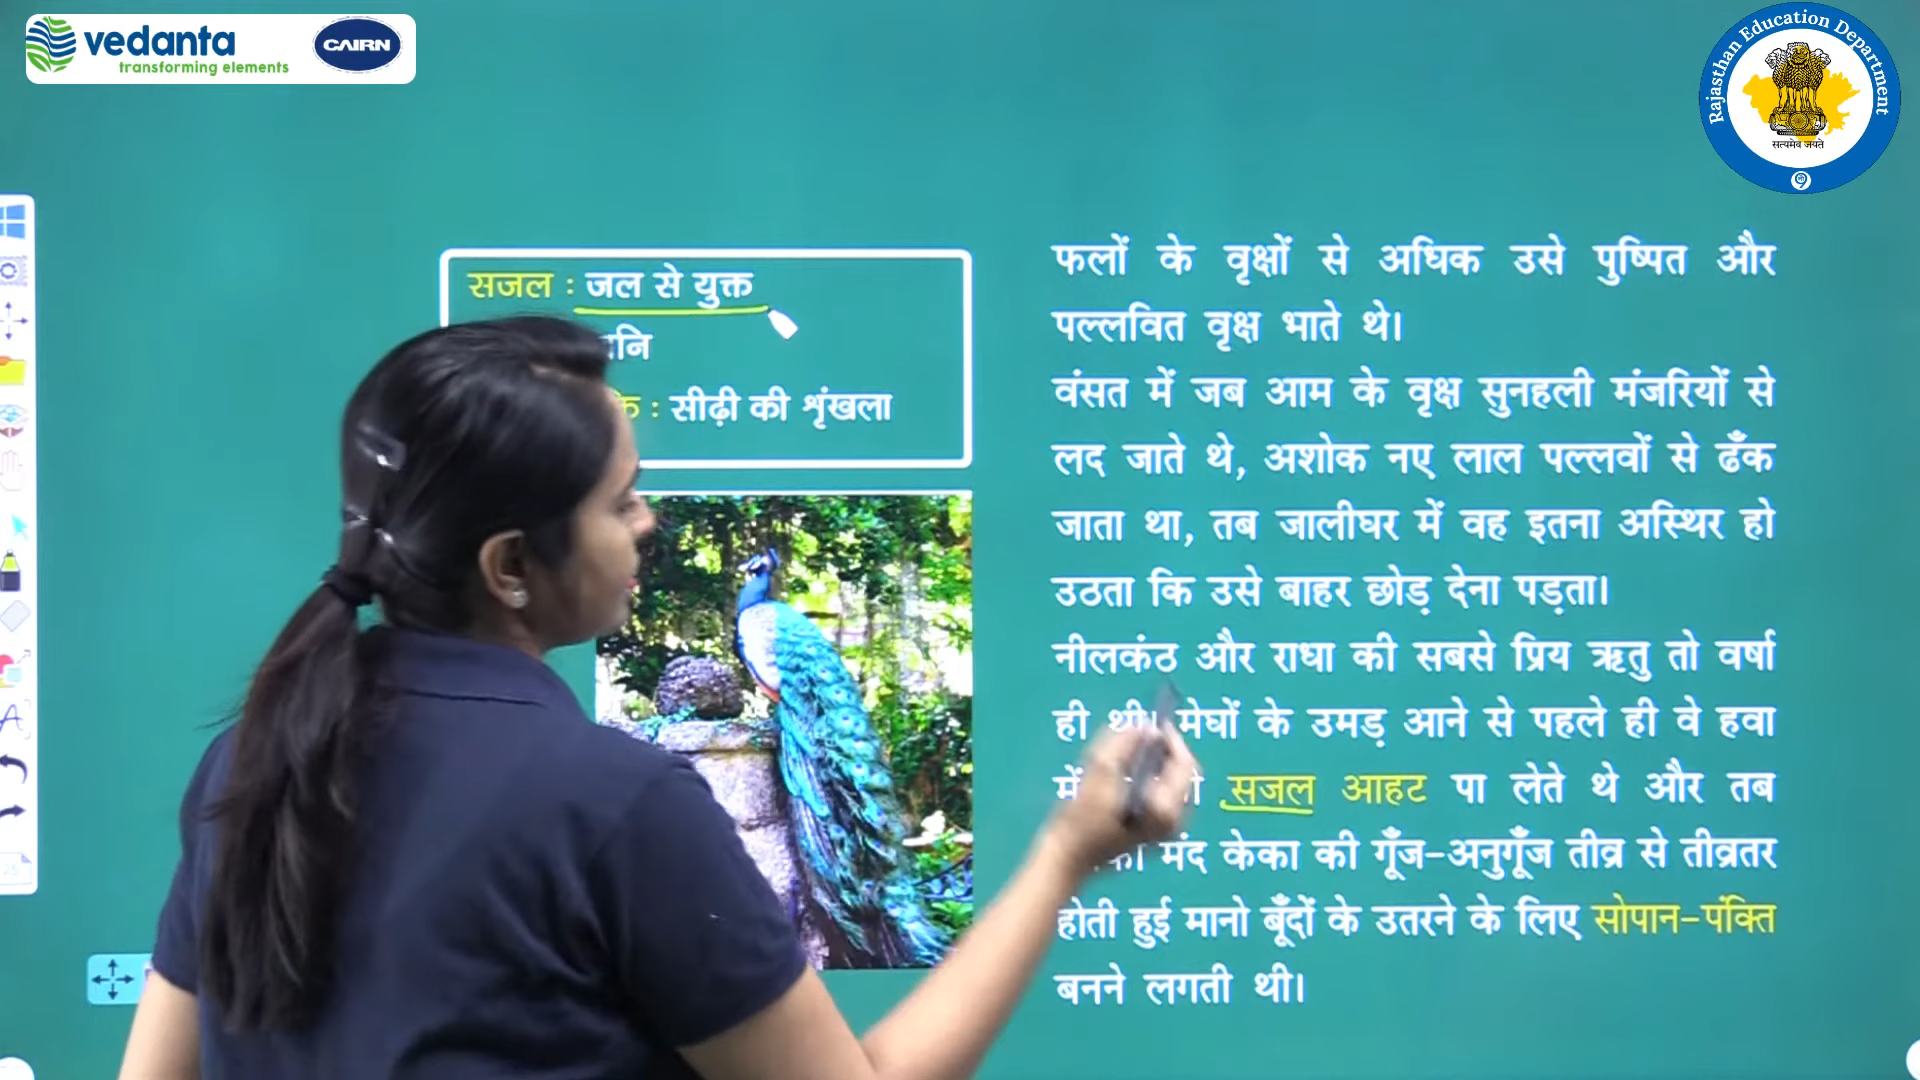 vedanta
transforming elements
CAIRN
Rajasthan Education Department
सत्यमेव जयते
सजल : जल से युक्त
: सीढ़ी की शृंखला
फलों के वृक्षों से अधिक उसे पुष्पित और
पल्लवित वृक्ष भाते थे।
वंसत में जब आम के वृक्ष सुनहली मंजरियों से
लद जाते थे, अशोक नए लाल पल्लवों से ढँक
जाता था, तब जालीघर में वह इतना अस्थिर हो
उठता कि उसे बाहर छोड़ देना पड़ता।
नीलकंठ और राधा की सबसे प्रिय ऋतु तो वर्षा
ही थी। मेघों के उमड़ आने से पहले ही वे हवा
में सजल आहट पा लेते थे और तब
मंद केका की गूँज-अनुगूँज तीव्र से तीव्रतर
होती हुई मानो बूँदों के उतरने के लिए सोपान-पंक्ति
बनने लगती थी।